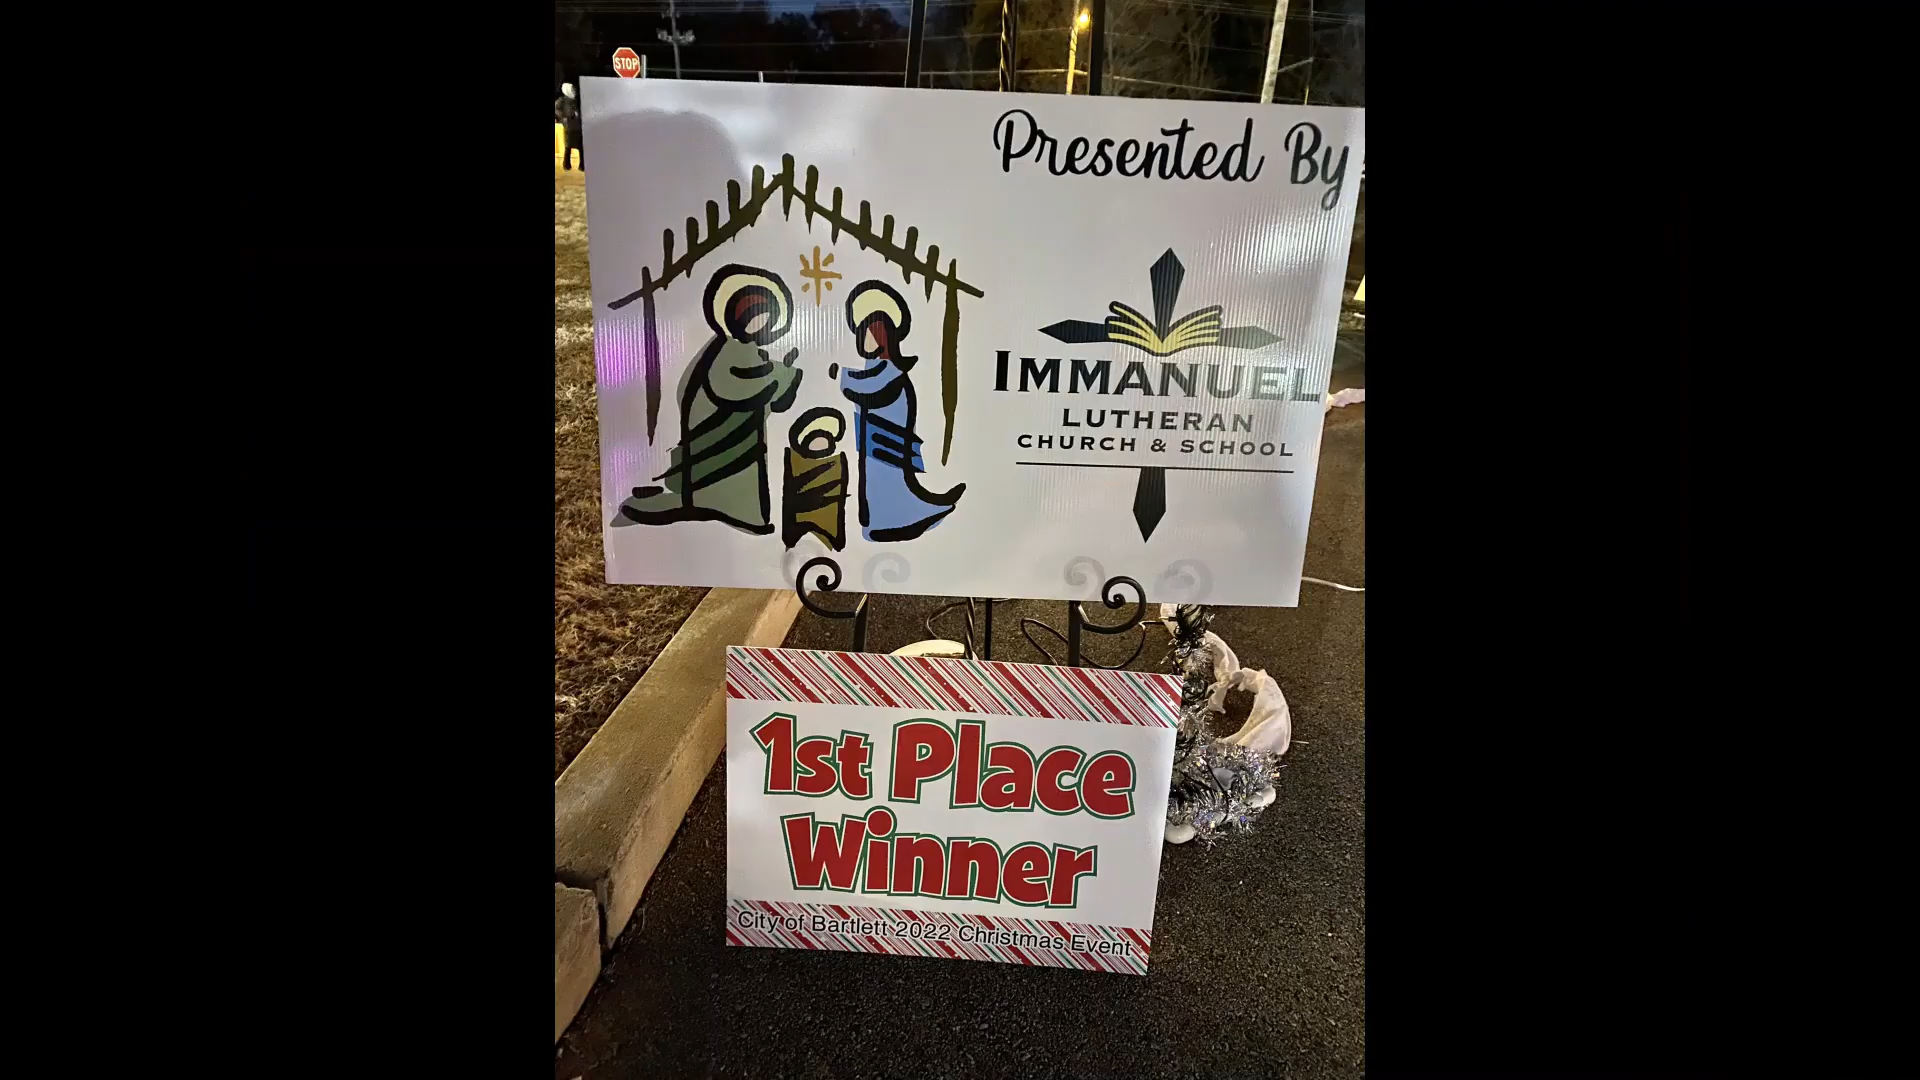 STOP
Presented By
IMMANUEL
LUTHERAN
CHURCH & SCHOOL
1st Place
Winner
City of Bartlett 2022 Christmas Event